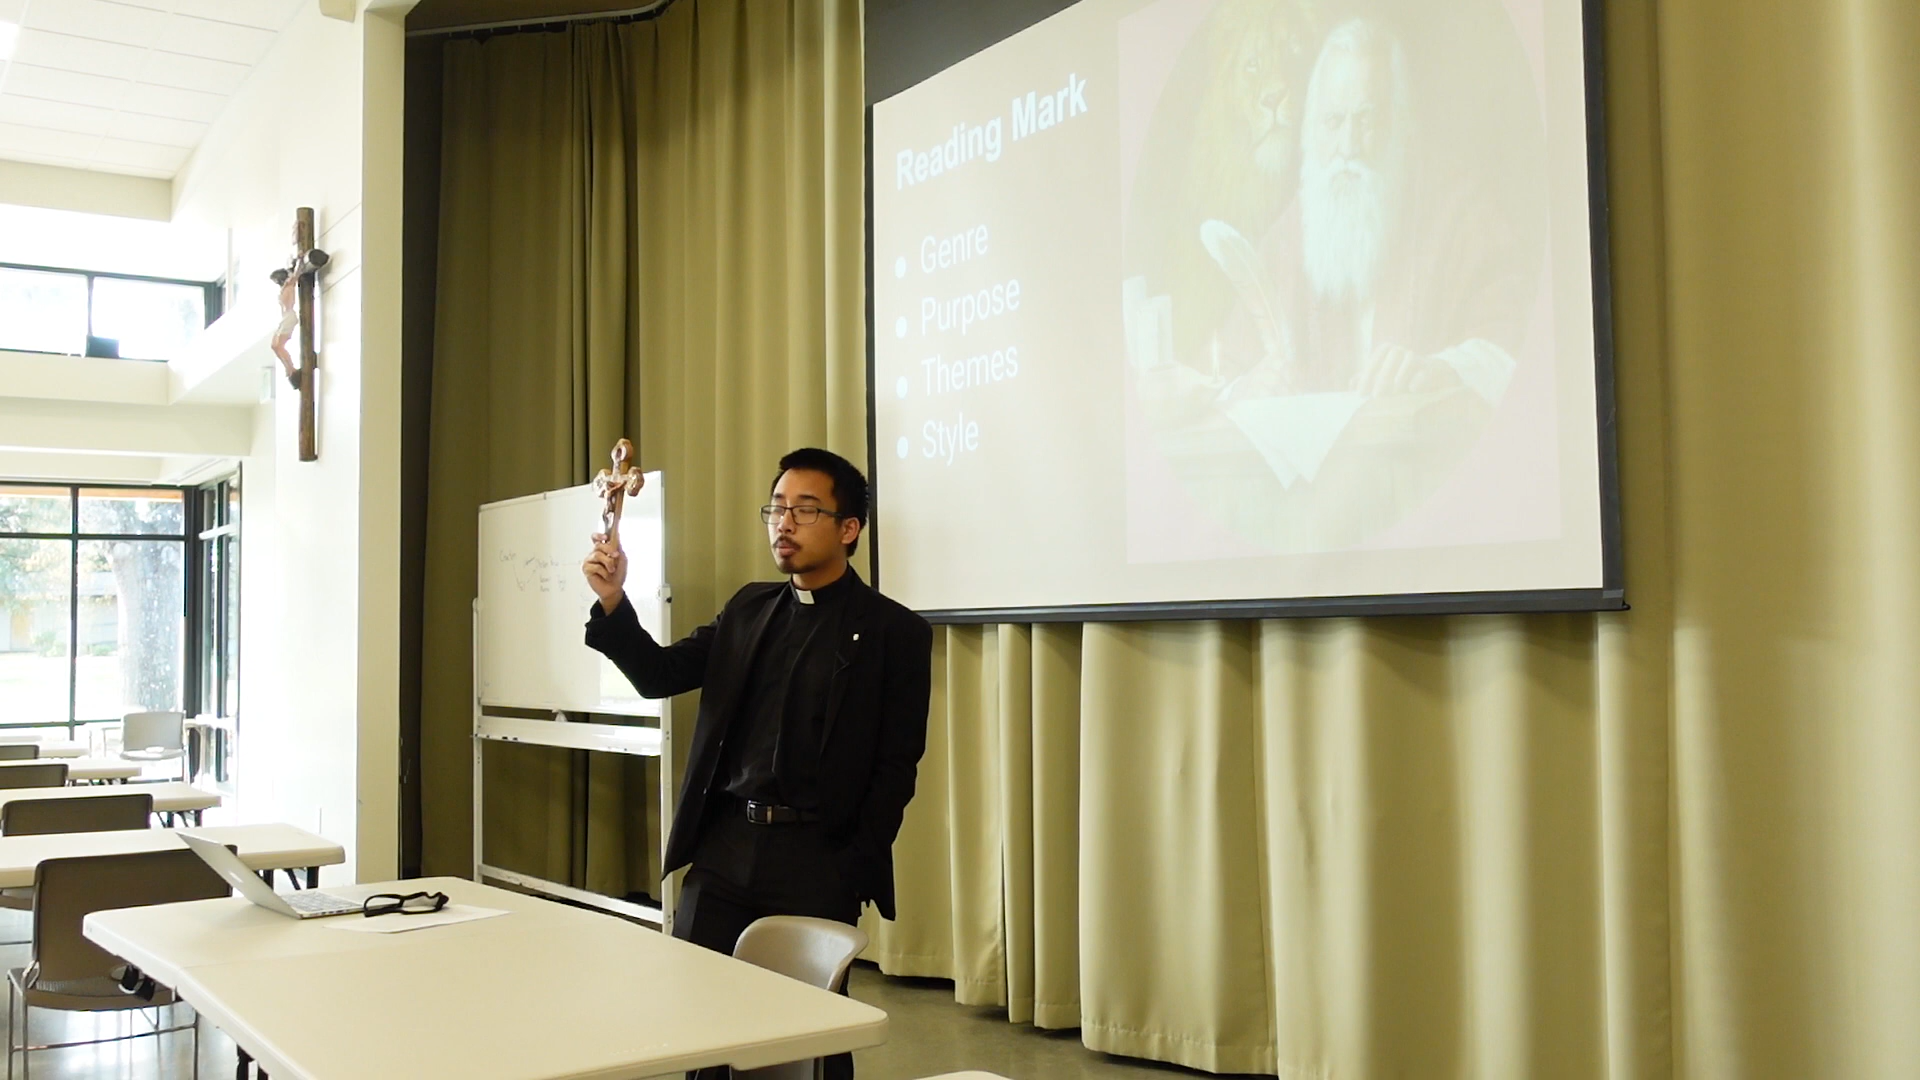 Reading Mark
Genre
Purpose
Themes
Style